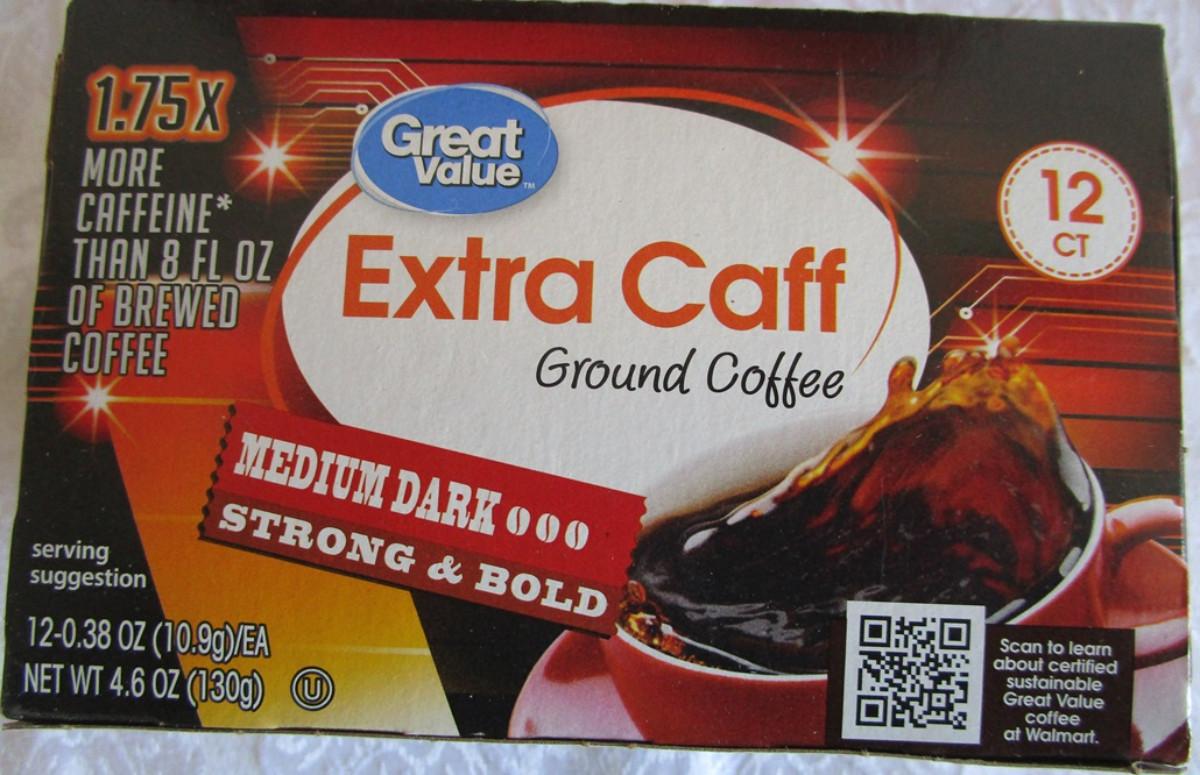 1.75X
MORE
CAFFEINE*
THAN 8 FL OZ
OF BREWED
COFFEE
Great
Value™
Extra Caff
Ground Coffee
12
CT
MEDIUM DARK
STRONG & BOLD
serving
suggestion
12-0.38 OZ (10.9g)/EA
NET WT 4.6 OZ (130g) U
Scan to learn
about certified
sustainable
Great Value
coffee
at Walmart.